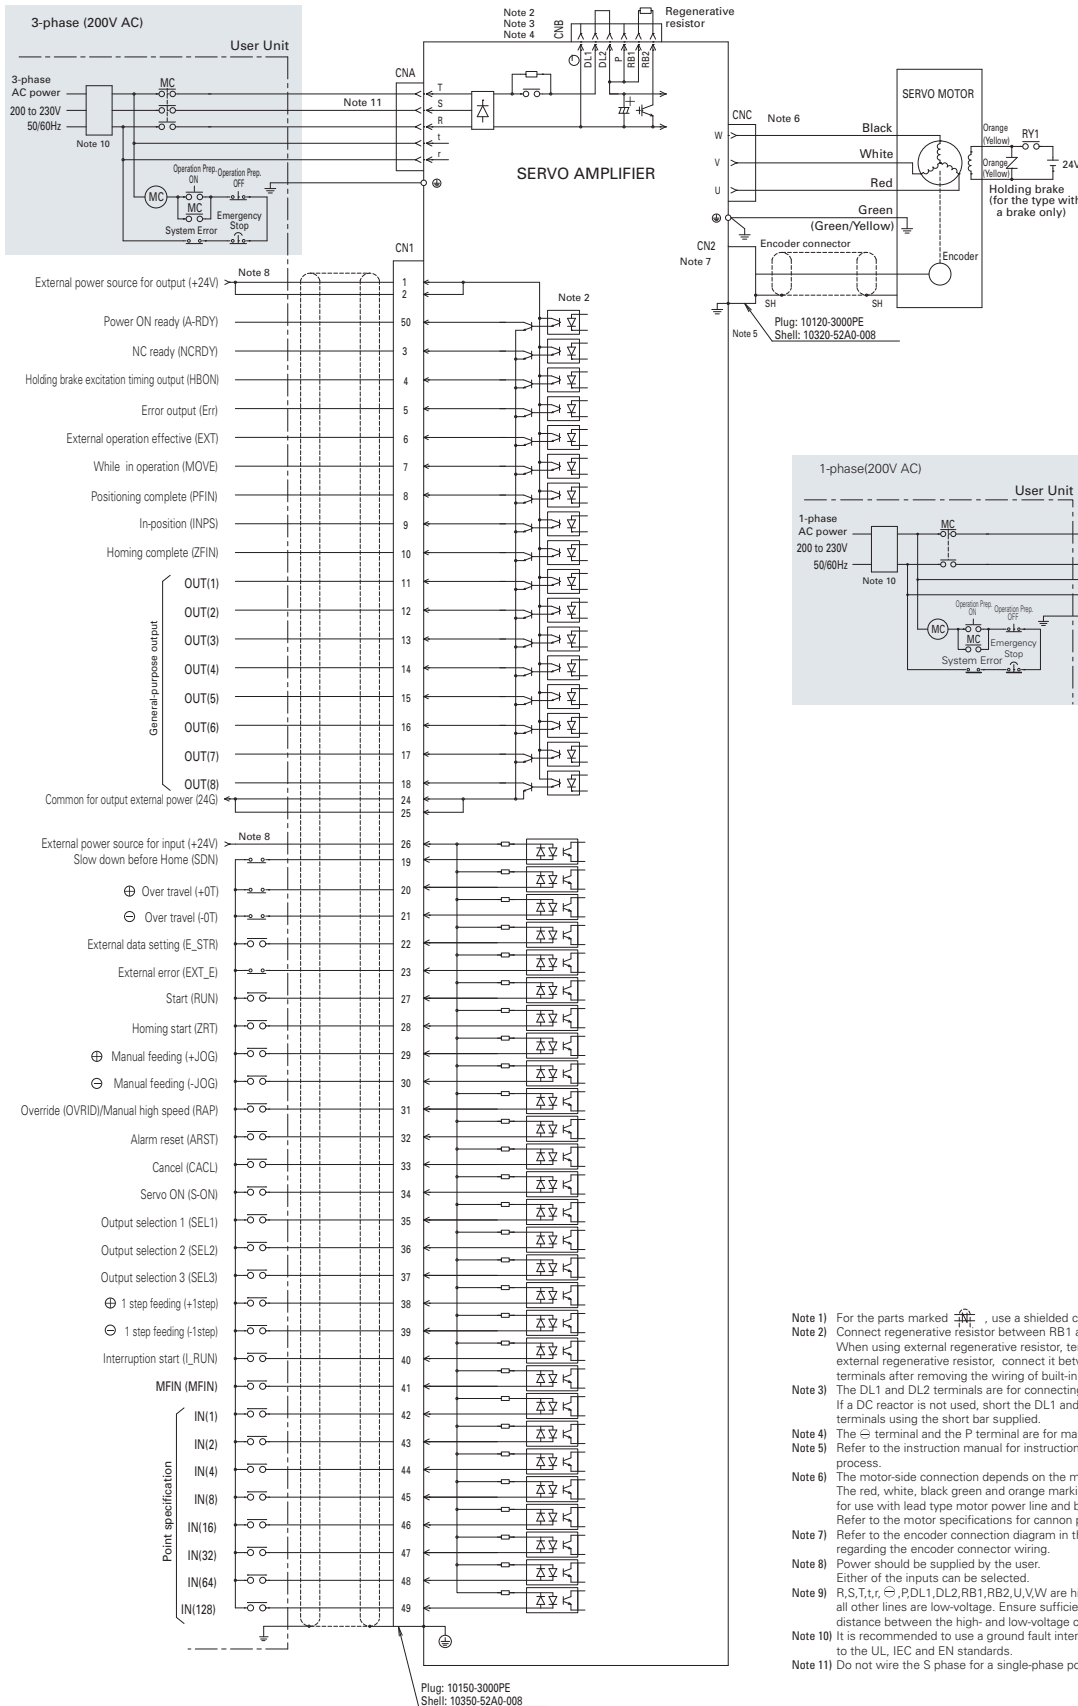 3-phase (200V AC)
User Unit
3-phase
AC power
200 to 230V
50/60Hz
Note 10
MC
Note 11
Operation Prep.
ON
Operation Prep.
OFF
MC
MC
Emergency
Stop
System Error
CNA
T
S
R
t
r
Note 2
Note 3
Note 4
CNB
Regenerative
resistor
DL1
DL2
P
RB1
RB2
SERVO AMPLIFIER
CNC
Note 6
W
V
U
Black
White
Red
Green
(Green/Yellow)
SERVO MOTOR
Orange
(Yellow)
Orange
(Yellow)
RY1
24V
Holding brake
(for the type with
a brake only)
CN2
Note 7
Encoder connector
Encoder
SH
SH
Note 5
Plug: 10120-3000PE
Shell: 10320-52A0-008
CN1
Note 2
External power source for output (+24V)
Note 8
1
2
Power ON ready (A-RDY)
50
NC ready (NCRDY)
3
Holding brake excitation timing output (HBON)
4
Error output (Err)
5
External operation effective (EXT)
6
While in operation (MOVE)
7
Positioning complete (PFIN)
8
In-position (INPS)
9
Homing complete (ZFIN)
10
General-purpose output
OUT(1)
11
OUT(2)
12
OUT(3)
13
OUT(4)
14
OUT(5)
15
OUT(6)
16
OUT(7)
17
OUT(8)
18
Common for output external power (24G)
24
25
External power source for input (+24V)
Note 8
26
Slow down before Home (SDN)
19
⊕ Over travel (+0T)
20
⊖ Over travel (-0T)
21
External data setting (E_STR)
22
External error (EXT_E)
23
Start (RUN)
27
Homing start (ZRT)
28
⊕ Manual feeding (+JOG)
29
⊖ Manual feeding (-JOG)
30
Override (OVRID)/Manual high speed (RAP)
31
Alarm reset (ARST)
32
Cancel (CACL)
33
Servo ON (S-ON)
34
Output selection 1 (SEL1)
35
Output selection 2 (SEL2)
36
Output selection 3 (SEL3)
37
⊕ 1 step feeding (+1step)
38
⊖ 1 step feeding (-1step)
39
Interruption start (I_RUN)
40
MFIN (MFIN)
41
Point specification
IN(1)
42
IN(2)
43
IN(4)
44
IN(8)
45
IN(16)
46
IN(32)
47
IN(64)
48
IN(128)
49
Plug: 10150-3000PE
Shell: 10350-52A0-008
1-phase(200V AC)
User Unit
1-phase
AC power
200 to 230V
50/60Hz
Note 10
MC
Operation Prep.
ON
Operation Prep.
OFF
MC
MC
Emergency
Stop
System Error
Note 1) For the parts marked , use a shielded c
Note 2) Connect regenerative resistor between RB1 a
When using external regenerative resistor, ter
external regenerative resistor, connect it betw
terminals after removing the wiring of built-in
Note 3) The DL1 and DL2 terminals are for connecting
If a DC reactor is not used, short the DL1 and
terminals using the short bar supplied.
Note 4) The ⊖ terminal and the P terminal are for ma
Note 5) Refer to the instruction manual for instruction
process.
Note 6) The motor-side connection depends on the m
The red, white, black green and orange marki
for use with lead type motor power line and b
Refer to the motor specifications for cannon p
Note 7) Refer to the encoder connection diagram in th
regarding the encoder connector wiring.
Note 8) Power should be supplied by the user.
Either of the inputs can be selected.
Note 9) R,S,T,t,r, ⊖,P,DL1,DL2,RB1,RB2,U,V,W are hi
all other lines are low-voltage. Ensure sufficie
distance between the high- and low-voltage c
Note 10) It is recommended to use a ground fault inter
to the UL, IEC and EN standards.
Note 11) Do not wire the S phase for a single-phase po